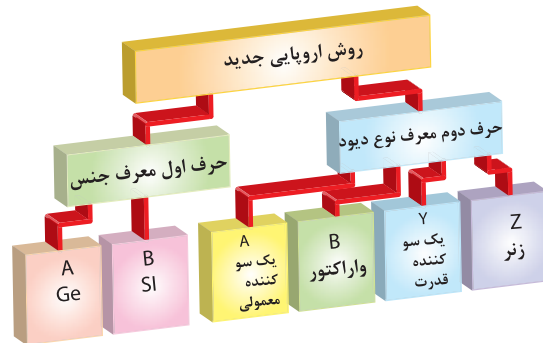 روش اروپایی جدید
حرف دوم معرف نوع دیود
حرف اول معرف جنس
Z
زنر
Y
یک سو
کننده
قدرت
B
واراکتور
A
یک سو
کننده
معمولی
B
SI
A
Ge